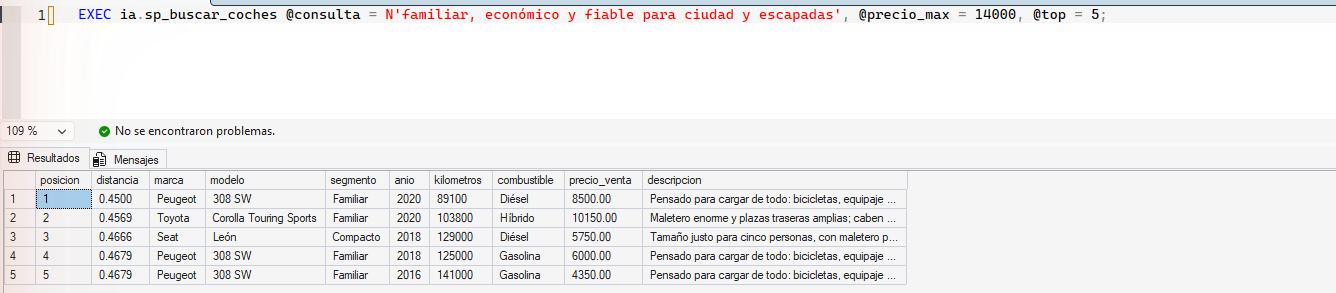 1 EXEC ia.sp_buscar_coches @consulta = N'familiar, económico y fiable para ciudad y escapadas', @precio_max = 14000, @top = 5;
109 % No se encontraron problemas.
Resultados Mensajes
posicion distancia marca modelo segmento anio kilometros combustible precio_venta descripcion
1 1 0.4500 Peugeot 308 SW Familiar 2020 89100 Diésel 8500.00 Pensado para cargar de todo: bicicletas, equipaje ...
2 2 0.4569 Toyota Corolla Touring Sports Familiar 2020 103800 Híbrido 10150.00 Maletero enorme y plazas traseras amplias; caben ...
3 3 0.4666 Seat León Compacto 2018 129000 Diésel 5750.00 Tamaño justo para cinco personas, con maletero p...
4 4 0.4679 Peugeot 308 SW Familiar 2018 125000 Gasolina 6000.00 Pensado para cargar de todo: bicicletas, equipaje ...
5 5 0.4679 Peugeot 308 SW Familiar 2016 141000 Gasolina 4350.00 Pensado para cargar de todo: bicicletas, equipaje ...